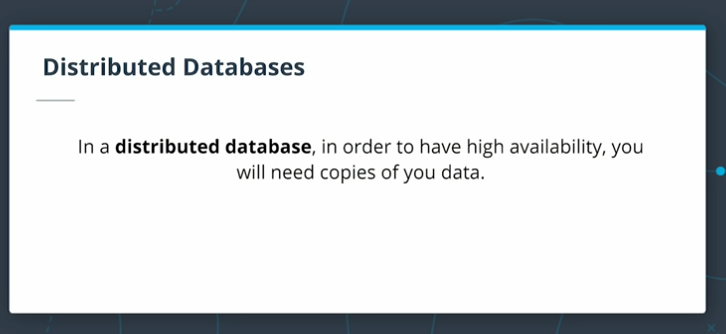 Distributed Databases
In a distributed database, in order to have high availability, you
will need copies of you data.